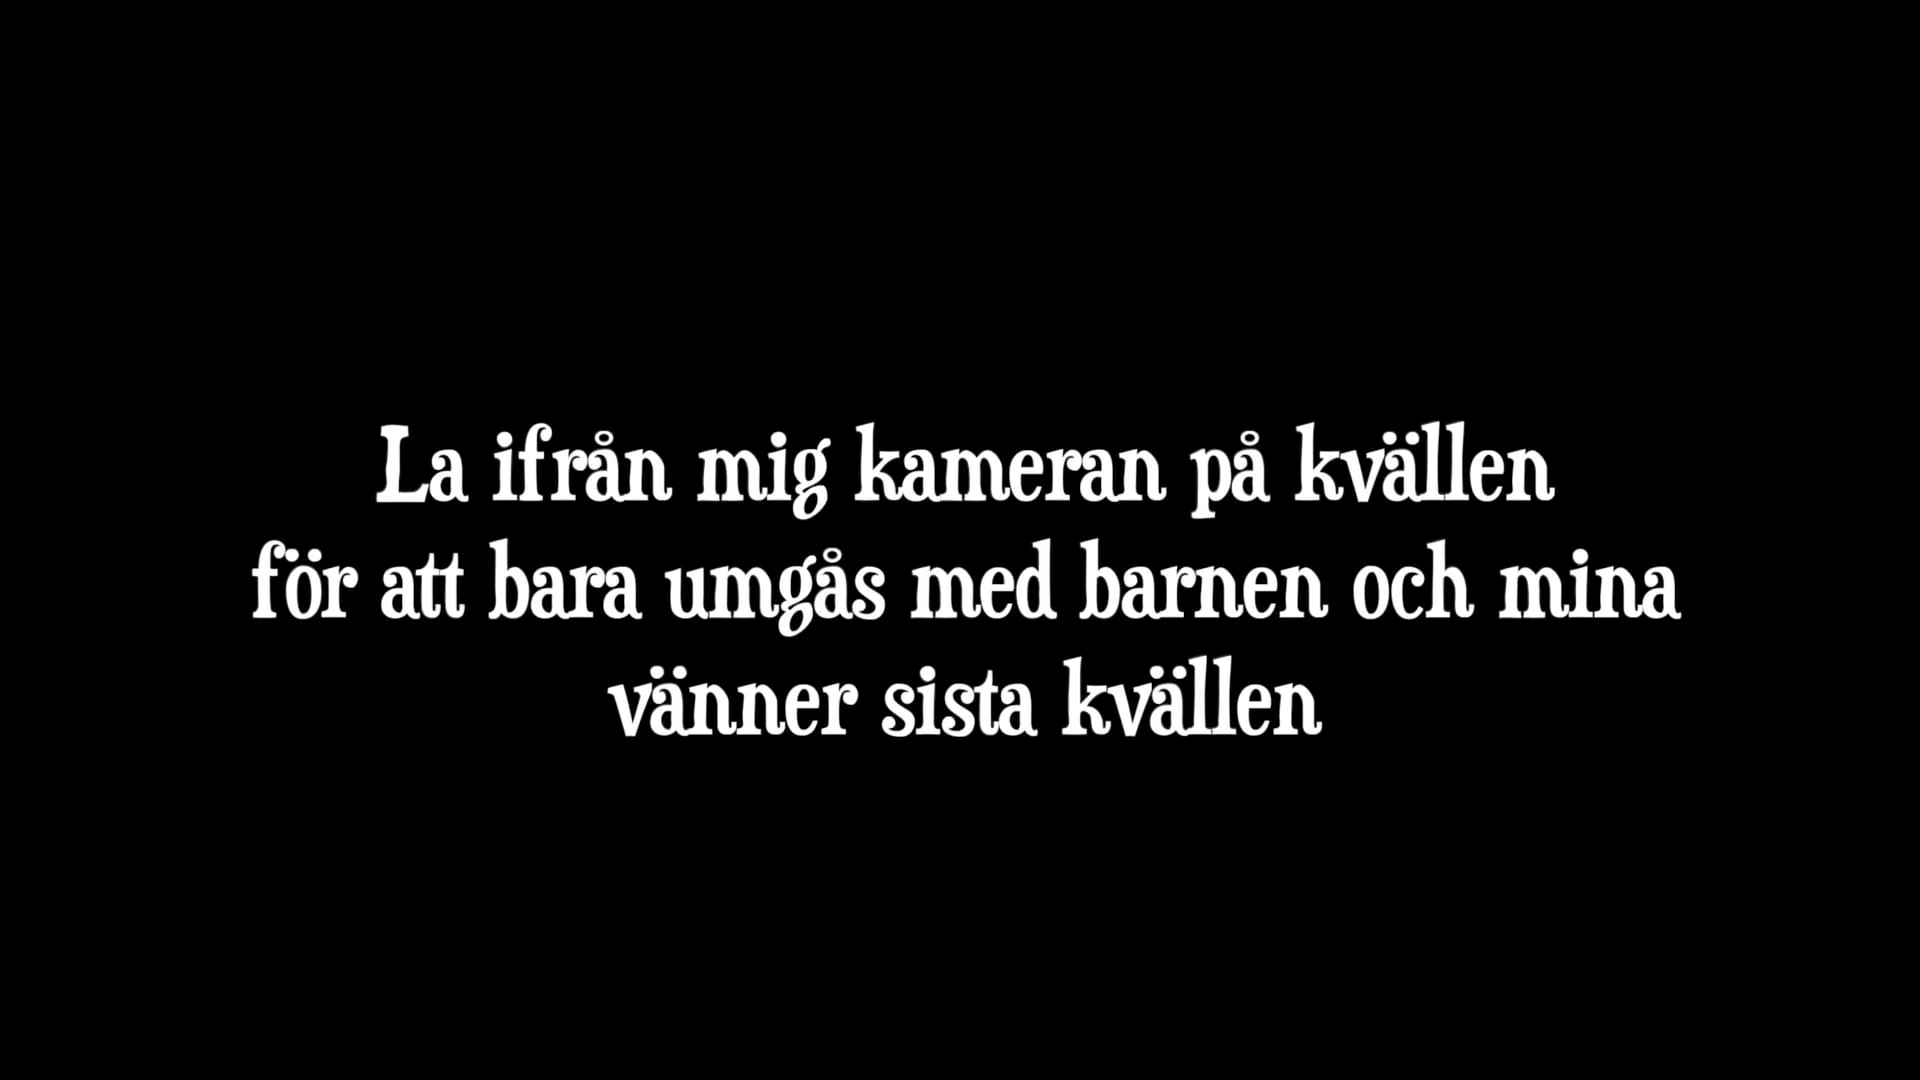 La ifrån mig kameran på kvällen
för att bara umgås med barnen och mina
vänner sista kvällen